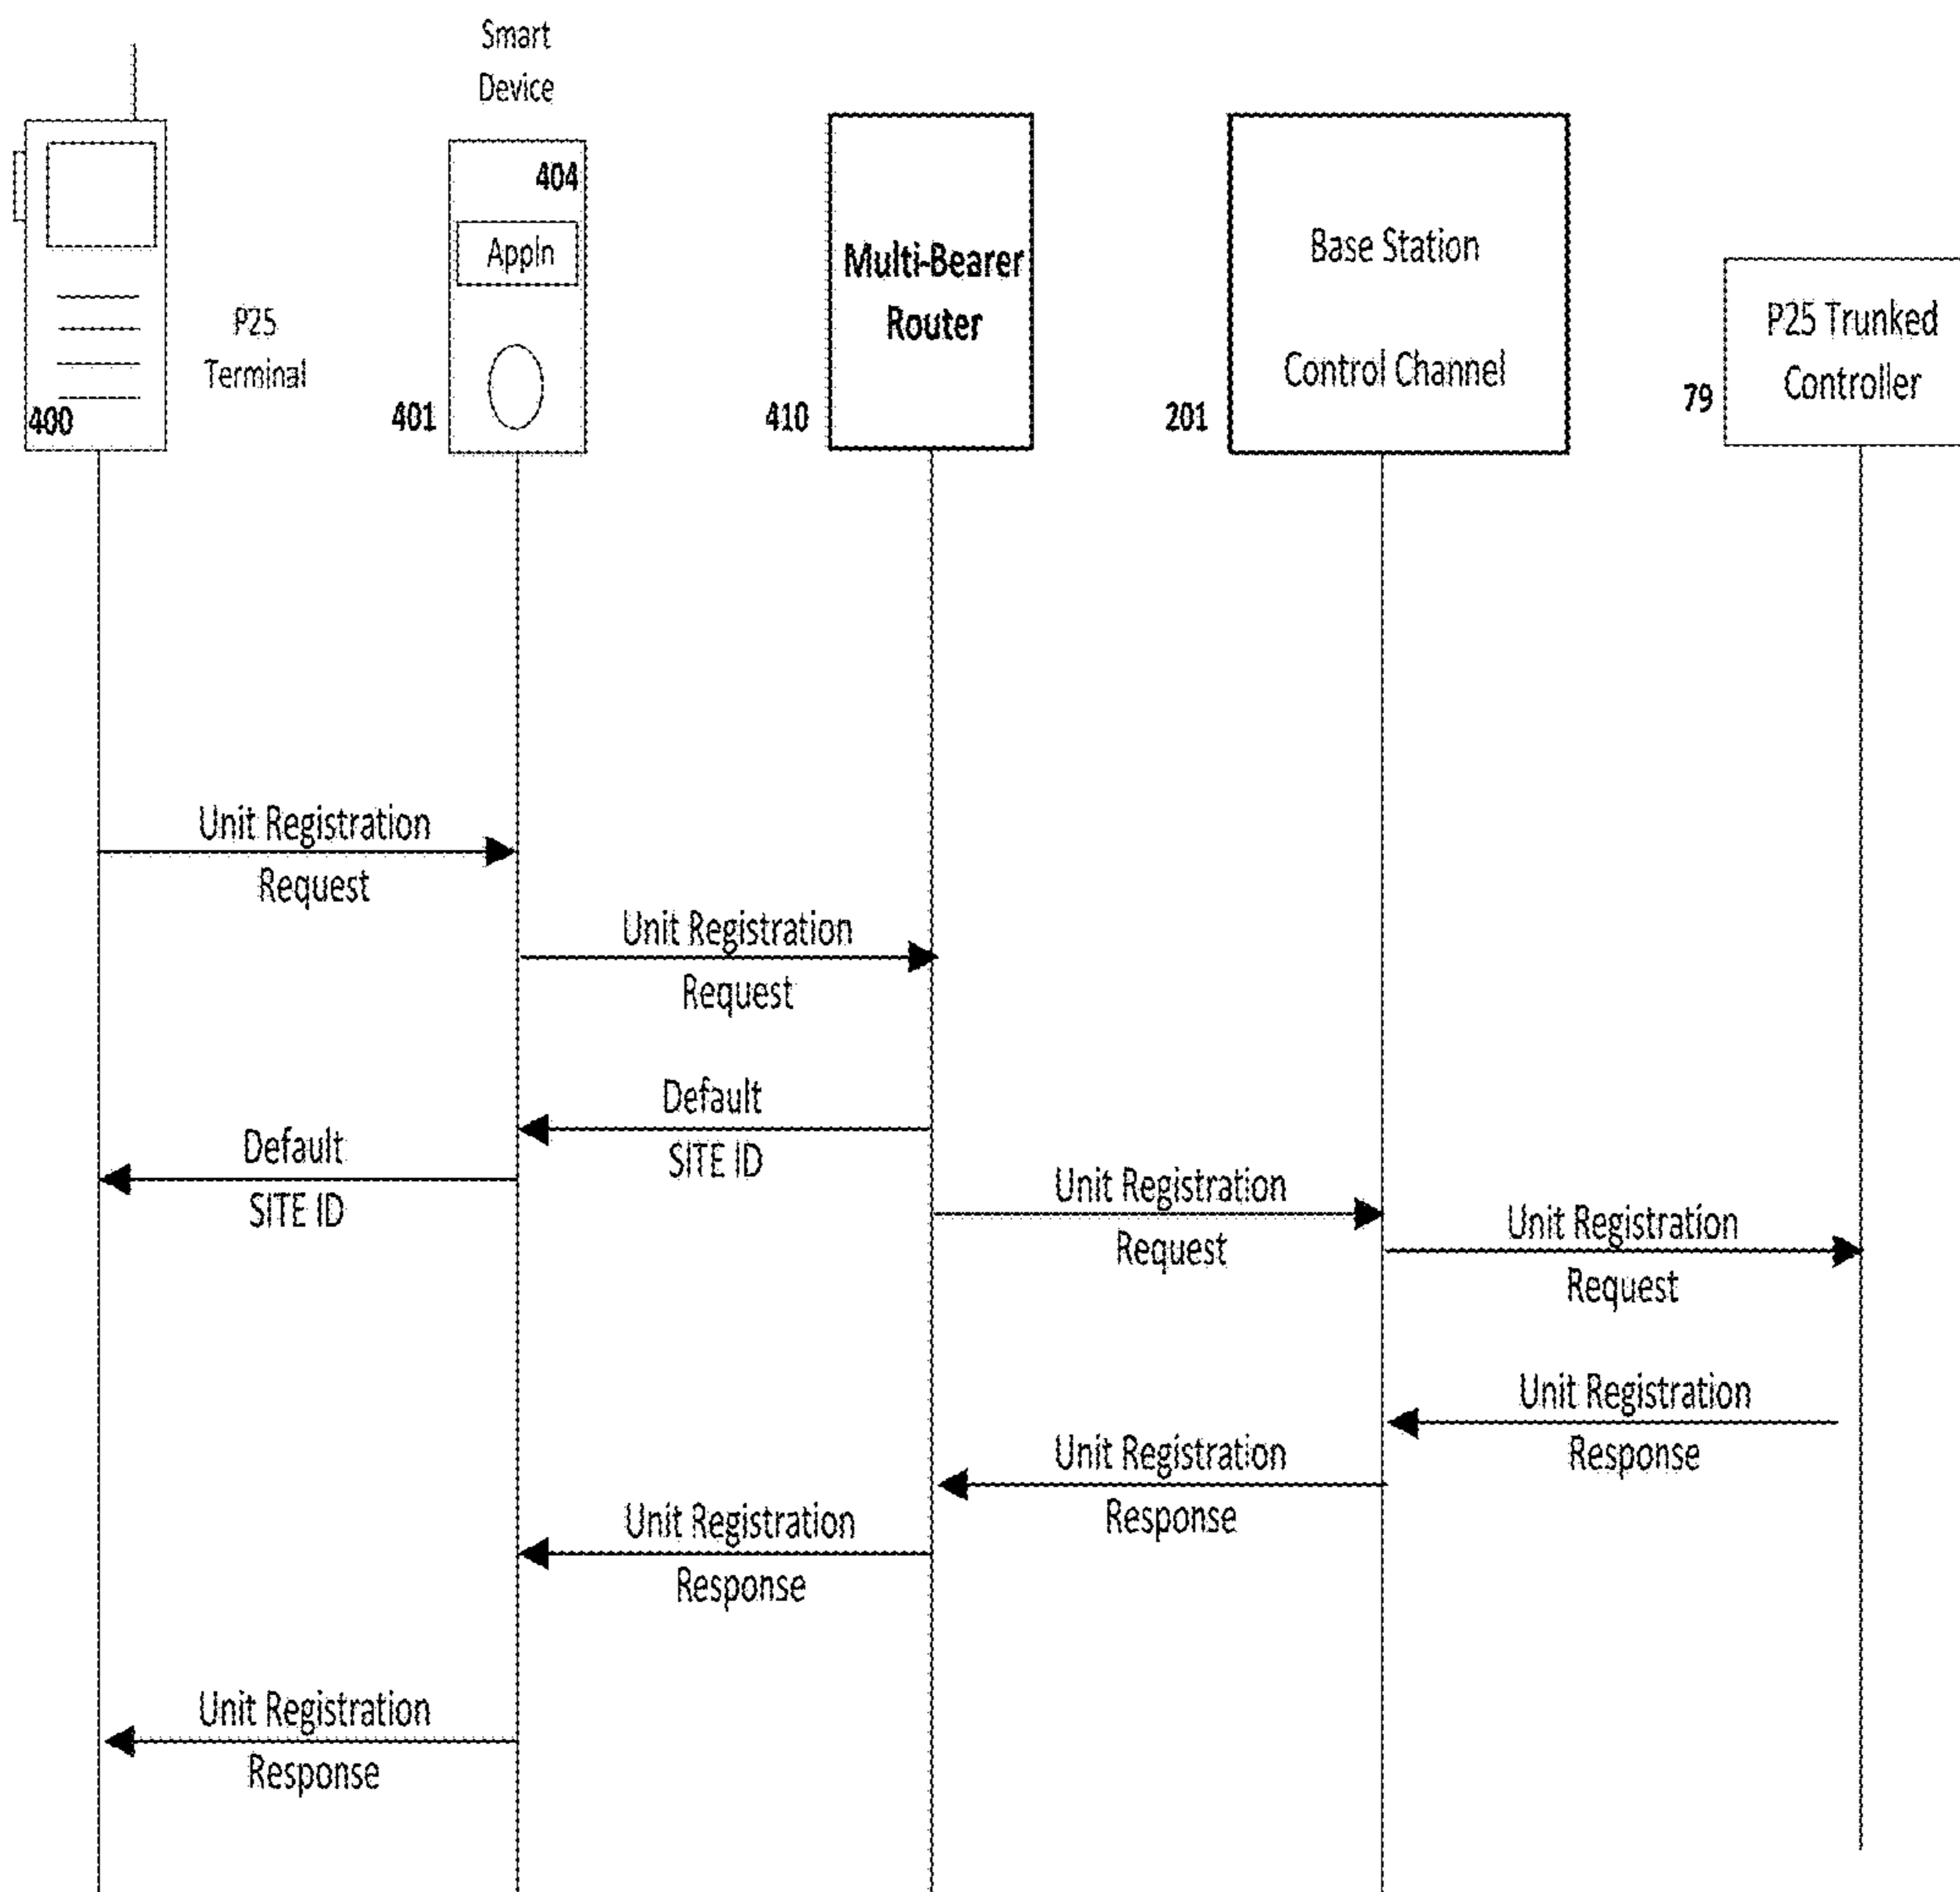 Smart
Device
404
Appln
Multi-Bearer
Router
Base Station
Control Channel
P25 Trunked
Controller
P25
Terminal
400
401
410
201
79
Unit Registration
Request
Unit Registration
Request
Default
SITE ID
Default
SITE ID
Unit Registration
Request
Unit Registration
Request
Unit Registration
Response
Unit Registration
Response
Unit Registration
Response
Unit Registration
Response